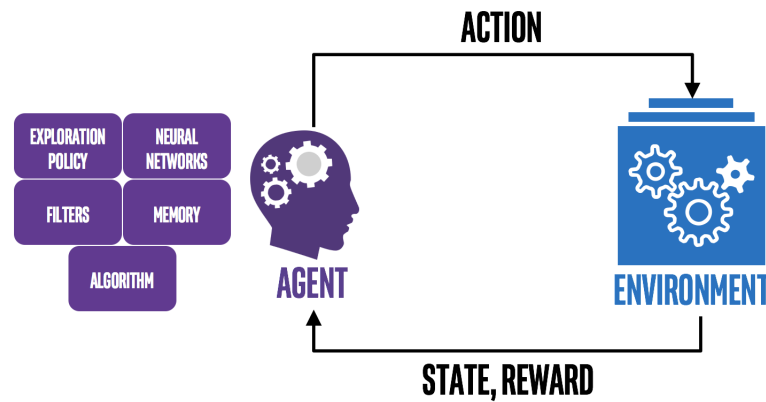 ACTION
EXPLORATION
POLICY
NEURAL
NETWORKS
FILTERS
MEMORY
ALGORITHM
AGENT
ENVIRONMENT
STATE, REWARD